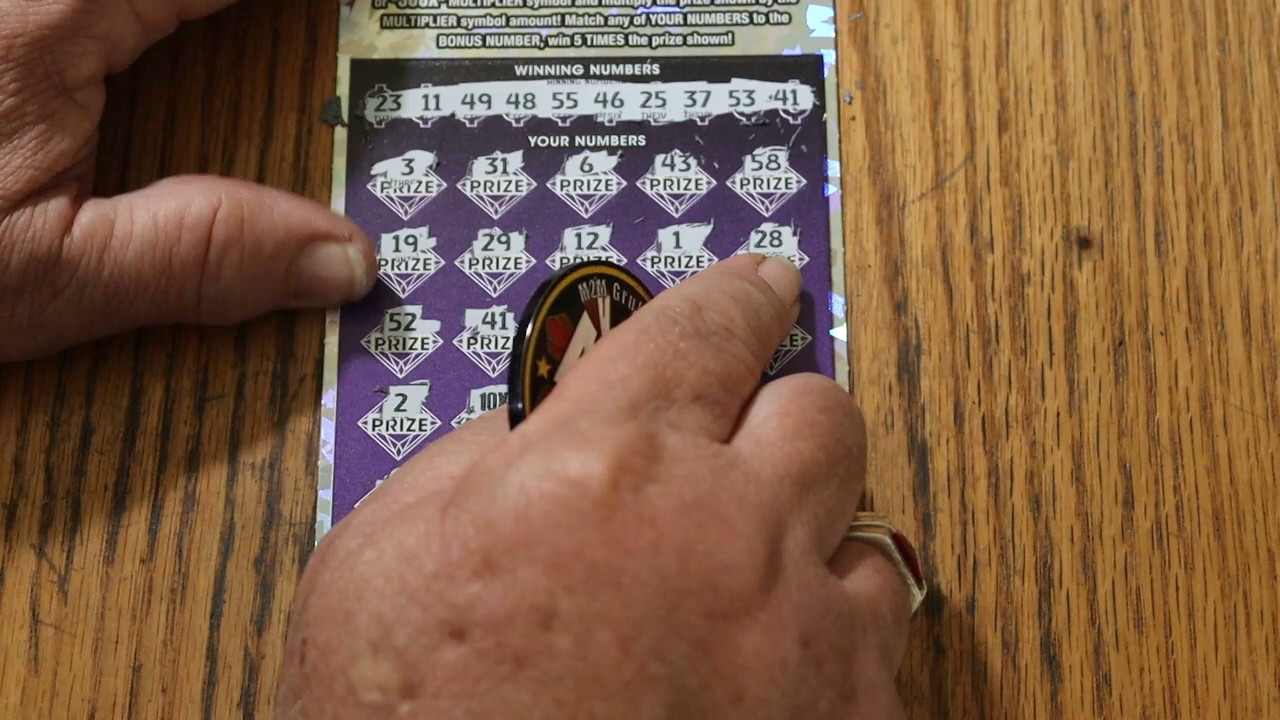 MULTIPLIER symbol and multiply the prize shown by the
MULTIPLIER symbol amount! Match any of YOUR NUMBERS to the
BONUS NUMBER, win 5 TIMES the prize shown!
WINNING NUMBERS
23 11 49 48 55 46 25 37 53 41
YOUR NUMBERS
3 31 6 43 58
PRIZE PRIZE PRIZE PRIZE PRIZE
19 29 12 1 28
PRIZE PRIZE PRIZE PRIZE
52 41
PRIZE PRIZE
2 10X
PRIZE
M2M